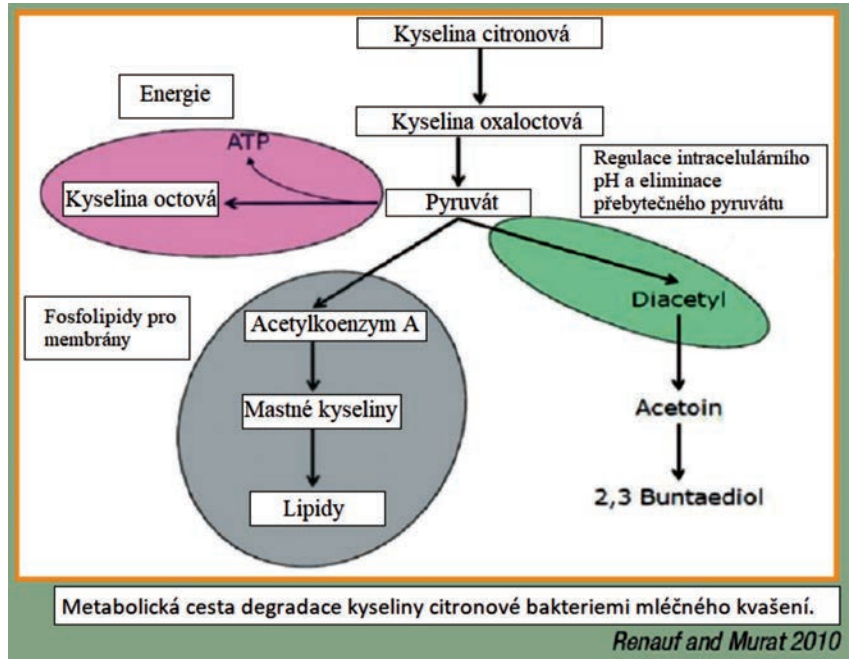 Kyselina citronová
Energie
Kyselina oxaloctová
ATP
Regulace intracelulárního
pH a eliminace
přebytečného pyruvátu
Kyselina octová
Pyruvát
Diacetyl
Fosfolipidy pro
membrány
Acetylkoenzym A
Mastné kyseliny
Acetoin
Lipidy
2,3 Buntaediol
Metabolická cesta degradace kyseliny citronové bakteriemi mléčného kvašení.
Renauf and Murat 2010